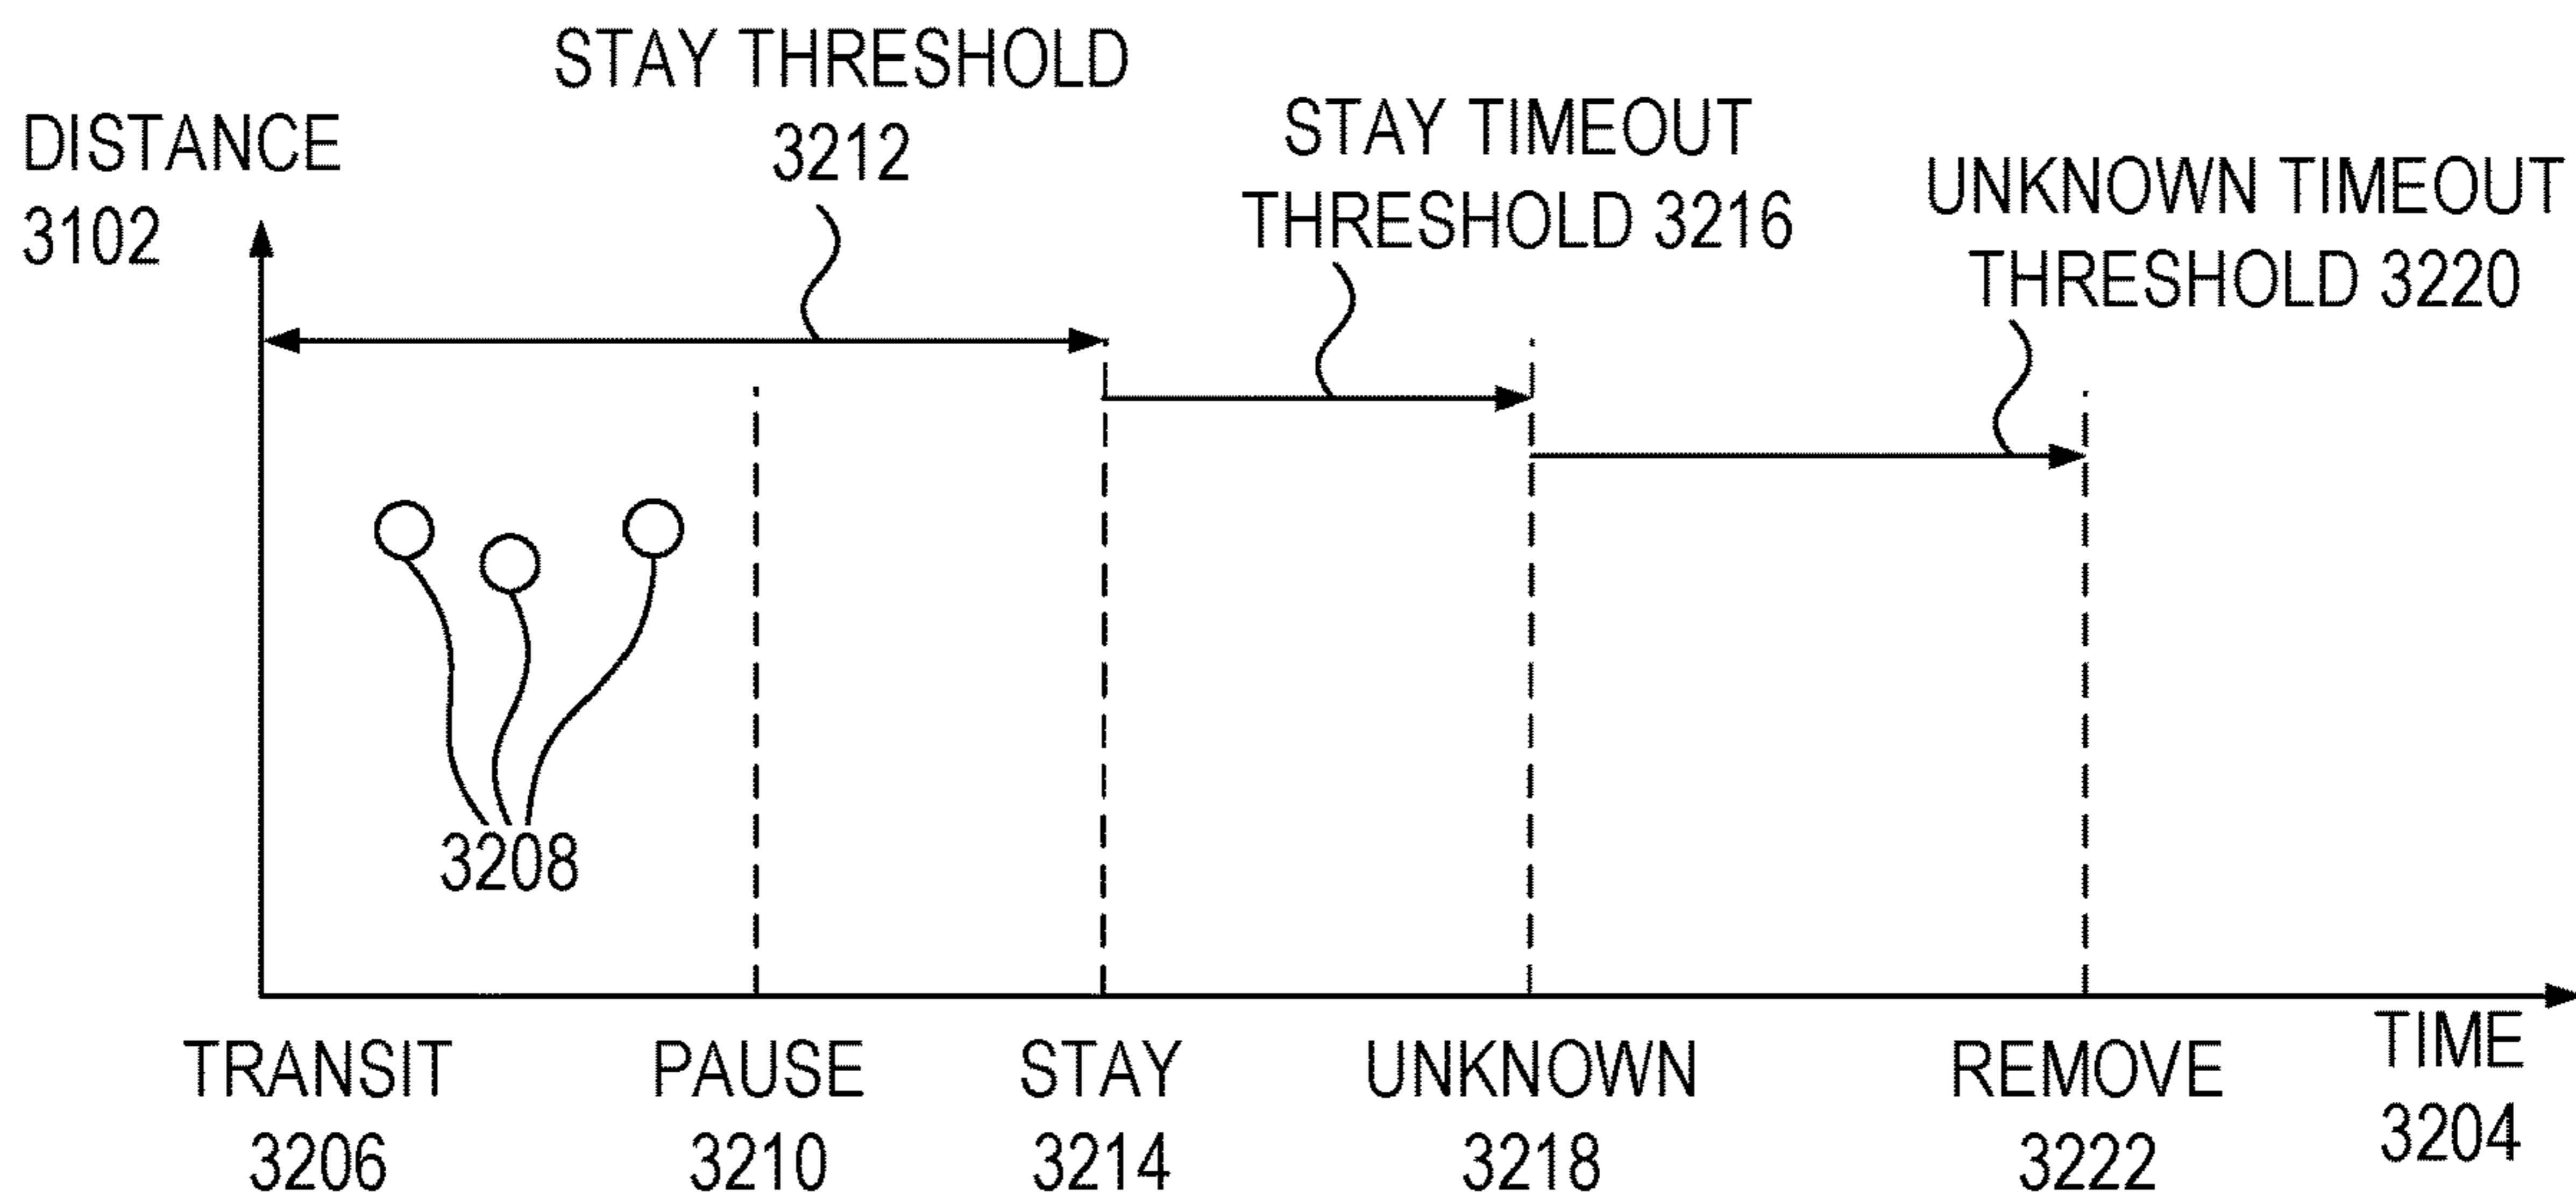 STAY THRESHOLD
3212
DISTANCE
3102
STAY TIMEOUT
THRESHOLD 3216
UNKNOWN TIMEOUT
THRESHOLD 3220
3208
TRANSIT
3206
PAUSE
3210
STAY
3214
UNKNOWN
3218
REMOVE
3222
TIME
3204